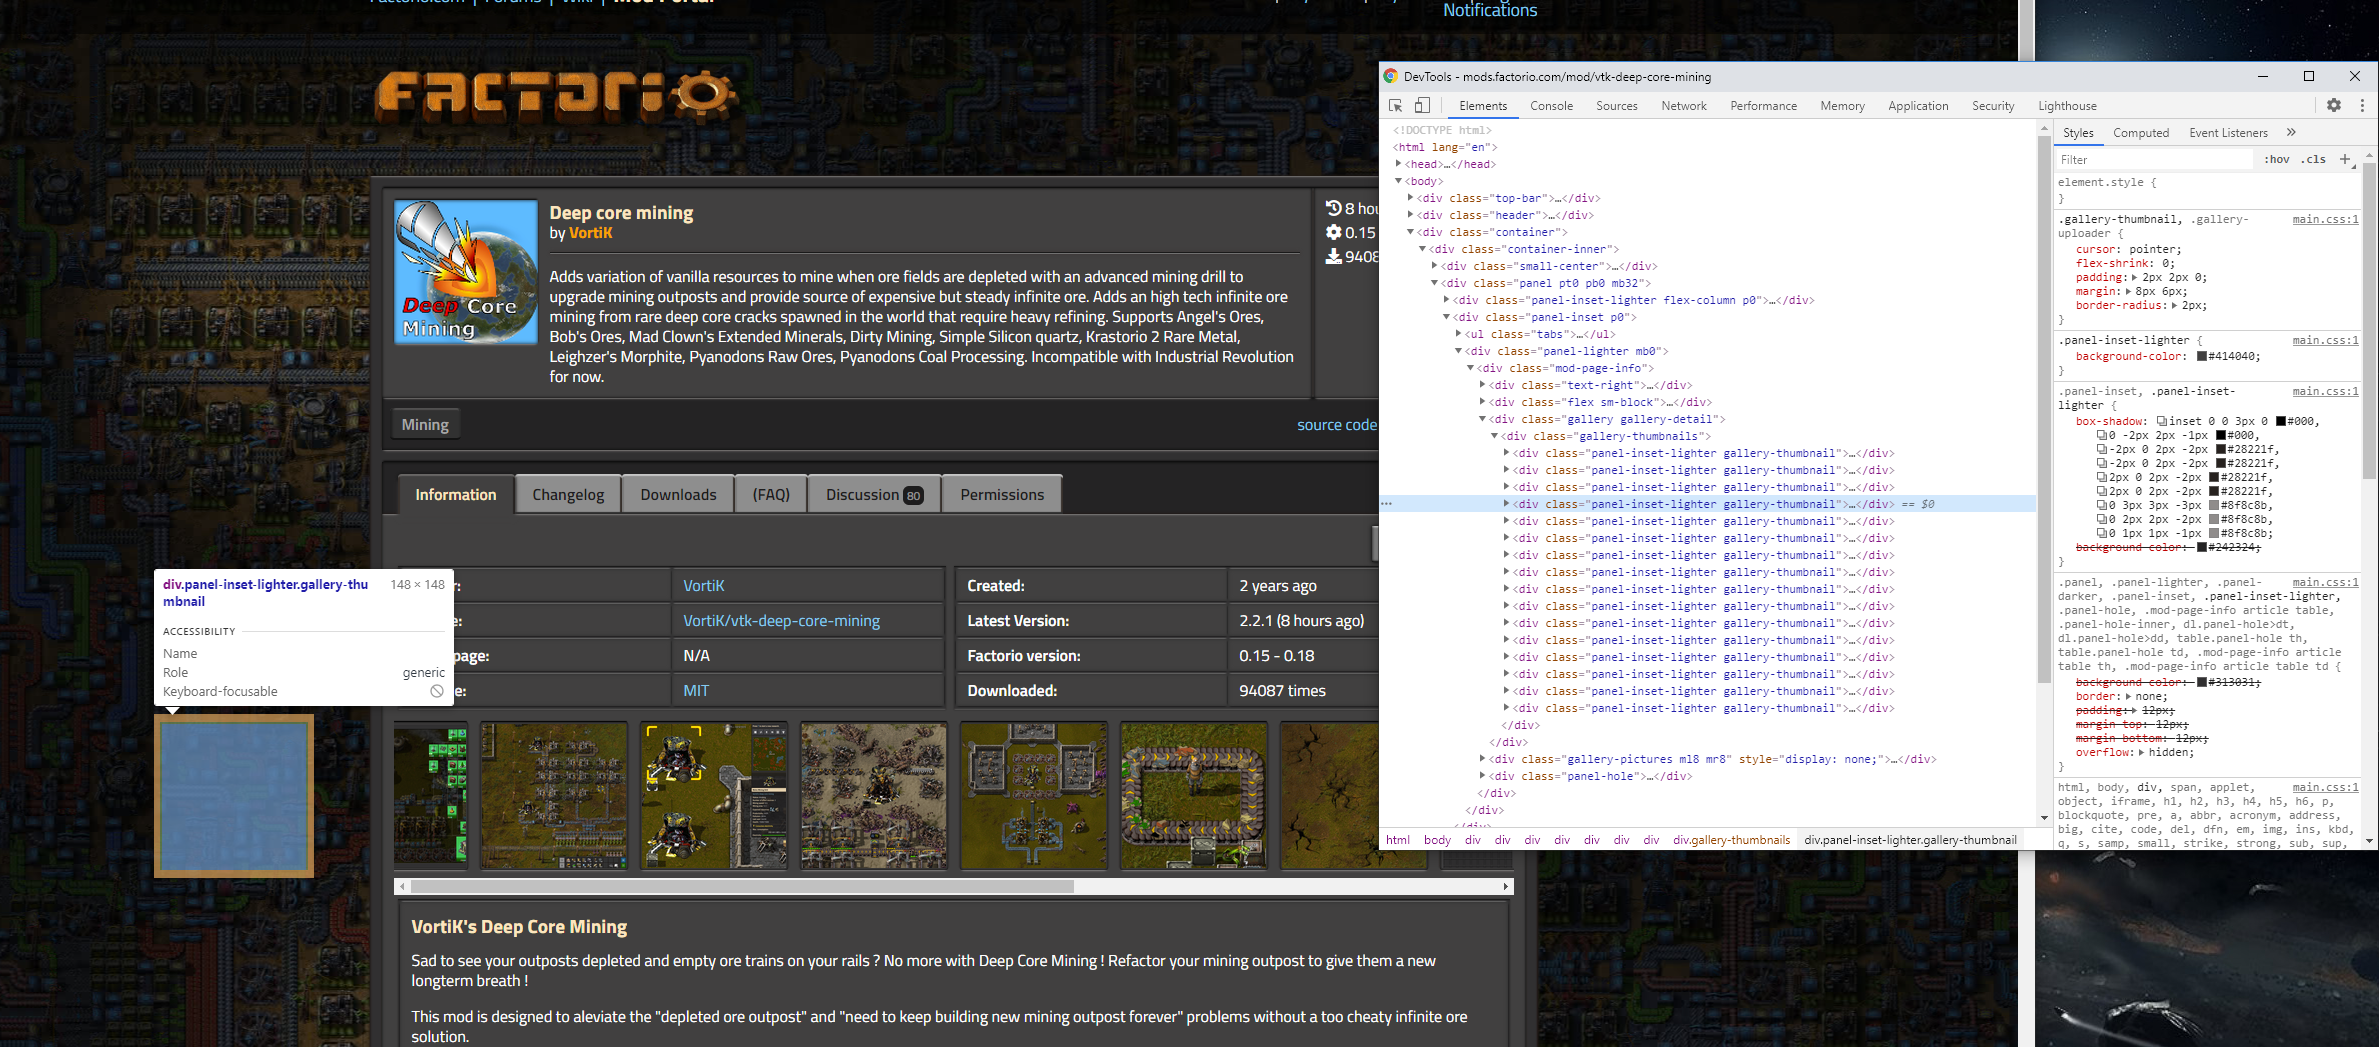 Factorio.com | Forums | Wiki | Mod Portal
Notifications
FACTORIO
Deep Core
Mining
Deep core mining
by VortiK
Adds variation of vanilla resources to mine when ore fields are depleted with an advanced mining drill to
upgrade mining outposts and provide source of expensive but steady infinite ore. Adds an high tech infinite ore
mining from rare deep core cracks spawned in the world that require heavy refining. Supports Angel's Ores,
Bob's Ores, Mad Clown's Extended Minerals, Dirty Mining, Simple Silicon quartz, Krastorio 2 Rare Metal,
Leighzer's Morphite, Pyanodons Raw Ores, Pyanodons Coal Processing. Incompatible with Industrial Revolution
for now.
8 hou
0.15
9408
Mining
source code
Information
Changelog
Downloads
(FAQ)
Discussion 80
Permissions
r: VortiK
e: VortiK/vtk-deep-core-mining
page: N/A
e: MIT
Created: 2 years ago
Latest Version: 2.2.1 (8 hours ago)
Factorio version: 0.15 - 0.18
Downloaded: 94087 times
div.panel-inset-lighter.gallery-thu
mbnail
148 × 148
ACCESSIBILITY
Name
Role generic
Keyboard-focusable
VortiK's Deep Core Mining
Sad to see your outposts depleted and empty ore trains on your rails ? No more with Deep Core Mining ! Refactor your mining outpost to give them a new
longterm breath !
This mod is designed to aleviate the "depleted ore outpost" and "need to keep building new mining outpost forever" problems without a too cheaty infinite ore
solution.
DevTools - mods.factorio.com/mod/vtk-deep-core-mining
Elements Console Sources Network Performance Memory Application Security Lighthouse
<!DOCTYPE html>
<html lang="en">
<head>…</head>
<body>
<div class="top-bar">…</div>
<div class="header">…</div>
<div class="container">
<div class="container-inner">
<div class="small-center">…</div>
<div class="panel pt0 pb0 mb32">
<div class="panel-inset-lighter flex-column p0">…</div>
<div class="panel-inset p0">
<ul class="tabs">…</ul>
<div class="panel-lighter mb0">
<div class="mod-page-info">
<div class="text-right">…</div>
<div class="flex sm-block">…</div>
<div class="gallery gallery-detail">
<div class="gallery-thumbnails">
<div class="panel-inset-lighter gallery-thumbnail">…</div>
<div class="panel-inset-lighter gallery-thumbnail">…</div>
<div class="panel-inset-lighter gallery-thumbnail">…</div>
<div class="panel-inset-lighter gallery-thumbnail">…</div> == $0
<div class="panel-inset-lighter gallery-thumbnail">…</div>
<div class="panel-inset-lighter gallery-thumbnail">…</div>
<div class="panel-inset-lighter gallery-thumbnail">…</div>
<div class="panel-inset-lighter gallery-thumbnail">…</div>
<div class="panel-inset-lighter gallery-thumbnail">…</div>
<div class="panel-inset-lighter gallery-thumbnail">…</div>
<div class="panel-inset-lighter gallery-thumbnail">…</div>
<div class="panel-inset-lighter gallery-thumbnail">…</div>
<div class="panel-inset-lighter gallery-thumbnail">…</div>
<div class="panel-inset-lighter gallery-thumbnail">…</div>
<div class="panel-inset-lighter gallery-thumbnail">…</div>
<div class="panel-inset-lighter gallery-thumbnail">…</div>
</div>
</div>
<div class="gallery-pictures ml8 mr8" style="display: none;">…</div>
<div class="panel-hole">…</div>
</div>
</div>
html body div div div div div div div div.gallery-thumbnails div.panel-inset-lighter.gallery-thumbnail
Styles Computed Event Listeners »
Filter :hov .cls +
element.style {
}
.gallery-thumbnail, .gallery- main.css:1
uploader {
cursor: pointer;
flex-shrink: 0;
padding: 2px 2px 0;
margin: 8px 6px;
border-radius: 2px;
}
.panel-inset-lighter { main.css:1
background-color: #414040;
}
.panel-inset, .panel-inset- main.css:1
lighter {
box-shadow: inset 0 0 3px 0 #000,
0 -2px 2px -1px #000,
-2px 0 2px -2px #28221f,
-2px 0 2px -2px #28221f,
2px 0 2px -2px #28221f,
2px 0 2px -2px #28221f,
0 3px 3px -3px #8f8c8b,
0 2px 2px -2px #8f8c8b,
0 1px 1px -1px #8f8c8b;
background-color: #242324;
}
.panel, .panel-lighter, .panel- main.css:1
darker, .panel-inset, .panel-inset-lighter,
.panel-hole, .mod-page-info article table,
.panel-hole-inner, dl.panel-hole>dt,
dl.panel-hole>dd, table.panel-hole th,
table.panel-hole td, .mod-page-info article
table th, .mod-page-info article table td {
background-color: #313031;
border: none;
padding: 12px;
margin-top: 12px;
margin-bottom: 12px;
overflow: hidden;
}
html, body, div, span, applet, main.css:1
object, iframe, h1, h2, h3, h4, h5, h6, p,
blockquote, pre, a, abbr, acronym, address,
big, cite, code, del, dfn, em, img, ins, kbd,
q, s, samp, small, strike, strong, sub, sup,